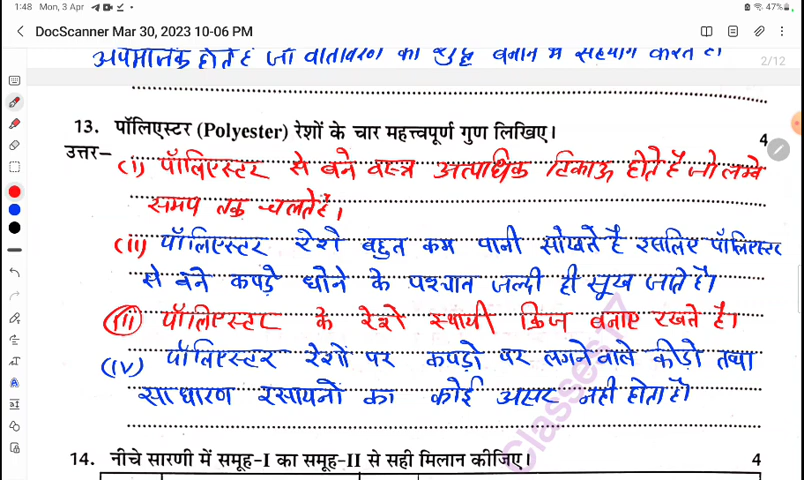 1:48 Mon, 3 Apr
47%
DocScanner Mar 30, 2023 10-06 PM
अपमार्जक होते हैं जो वातावरण को शुद्ध बनाने में सहयोग करते हैं।
2/12
13. पॉलिएस्टर (Polyester) रेशों के चार महत्त्वपूर्ण गुण लिखिए। 4
उत्तर– (i) पॉलिएस्टर से बने वस्त्र अत्याधिक टिकाऊ होते है जो लम्बे
समय तक चलते है।
(ii) पॉलिएस्टर रेशे बहुत कम पानी सोखते है इसलिए पॉलिएस्टर
से बने कपड़े धोने के पश्चात जल्दी ही सूख जाते है।
(iii) पॉलिएस्टर के रेशे स्थायी क्रिज बनाए रखते है।
(iv) पॉलिएस्टर रेशों पर कपड़ो पर लगने वाले कीड़ो तथा
साधारण रसायनो का कोई असर नही होता है।
Classes17
14. नीचे सारणी में समूह-I का समूह-II से सही मिलान कीजिए। 4